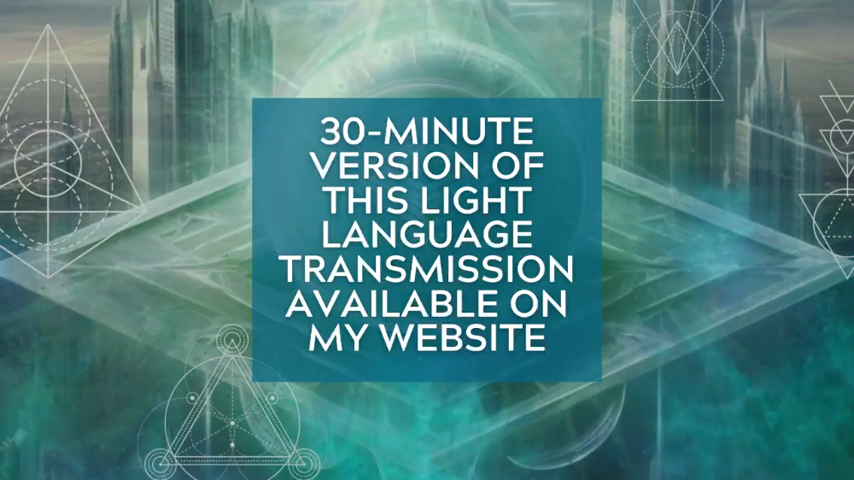 30-MINUTE
VERSION OF
THIS LIGHT
LANGUAGE
TRANSMISSION
AVAILABLE ON
MY WEBSITE